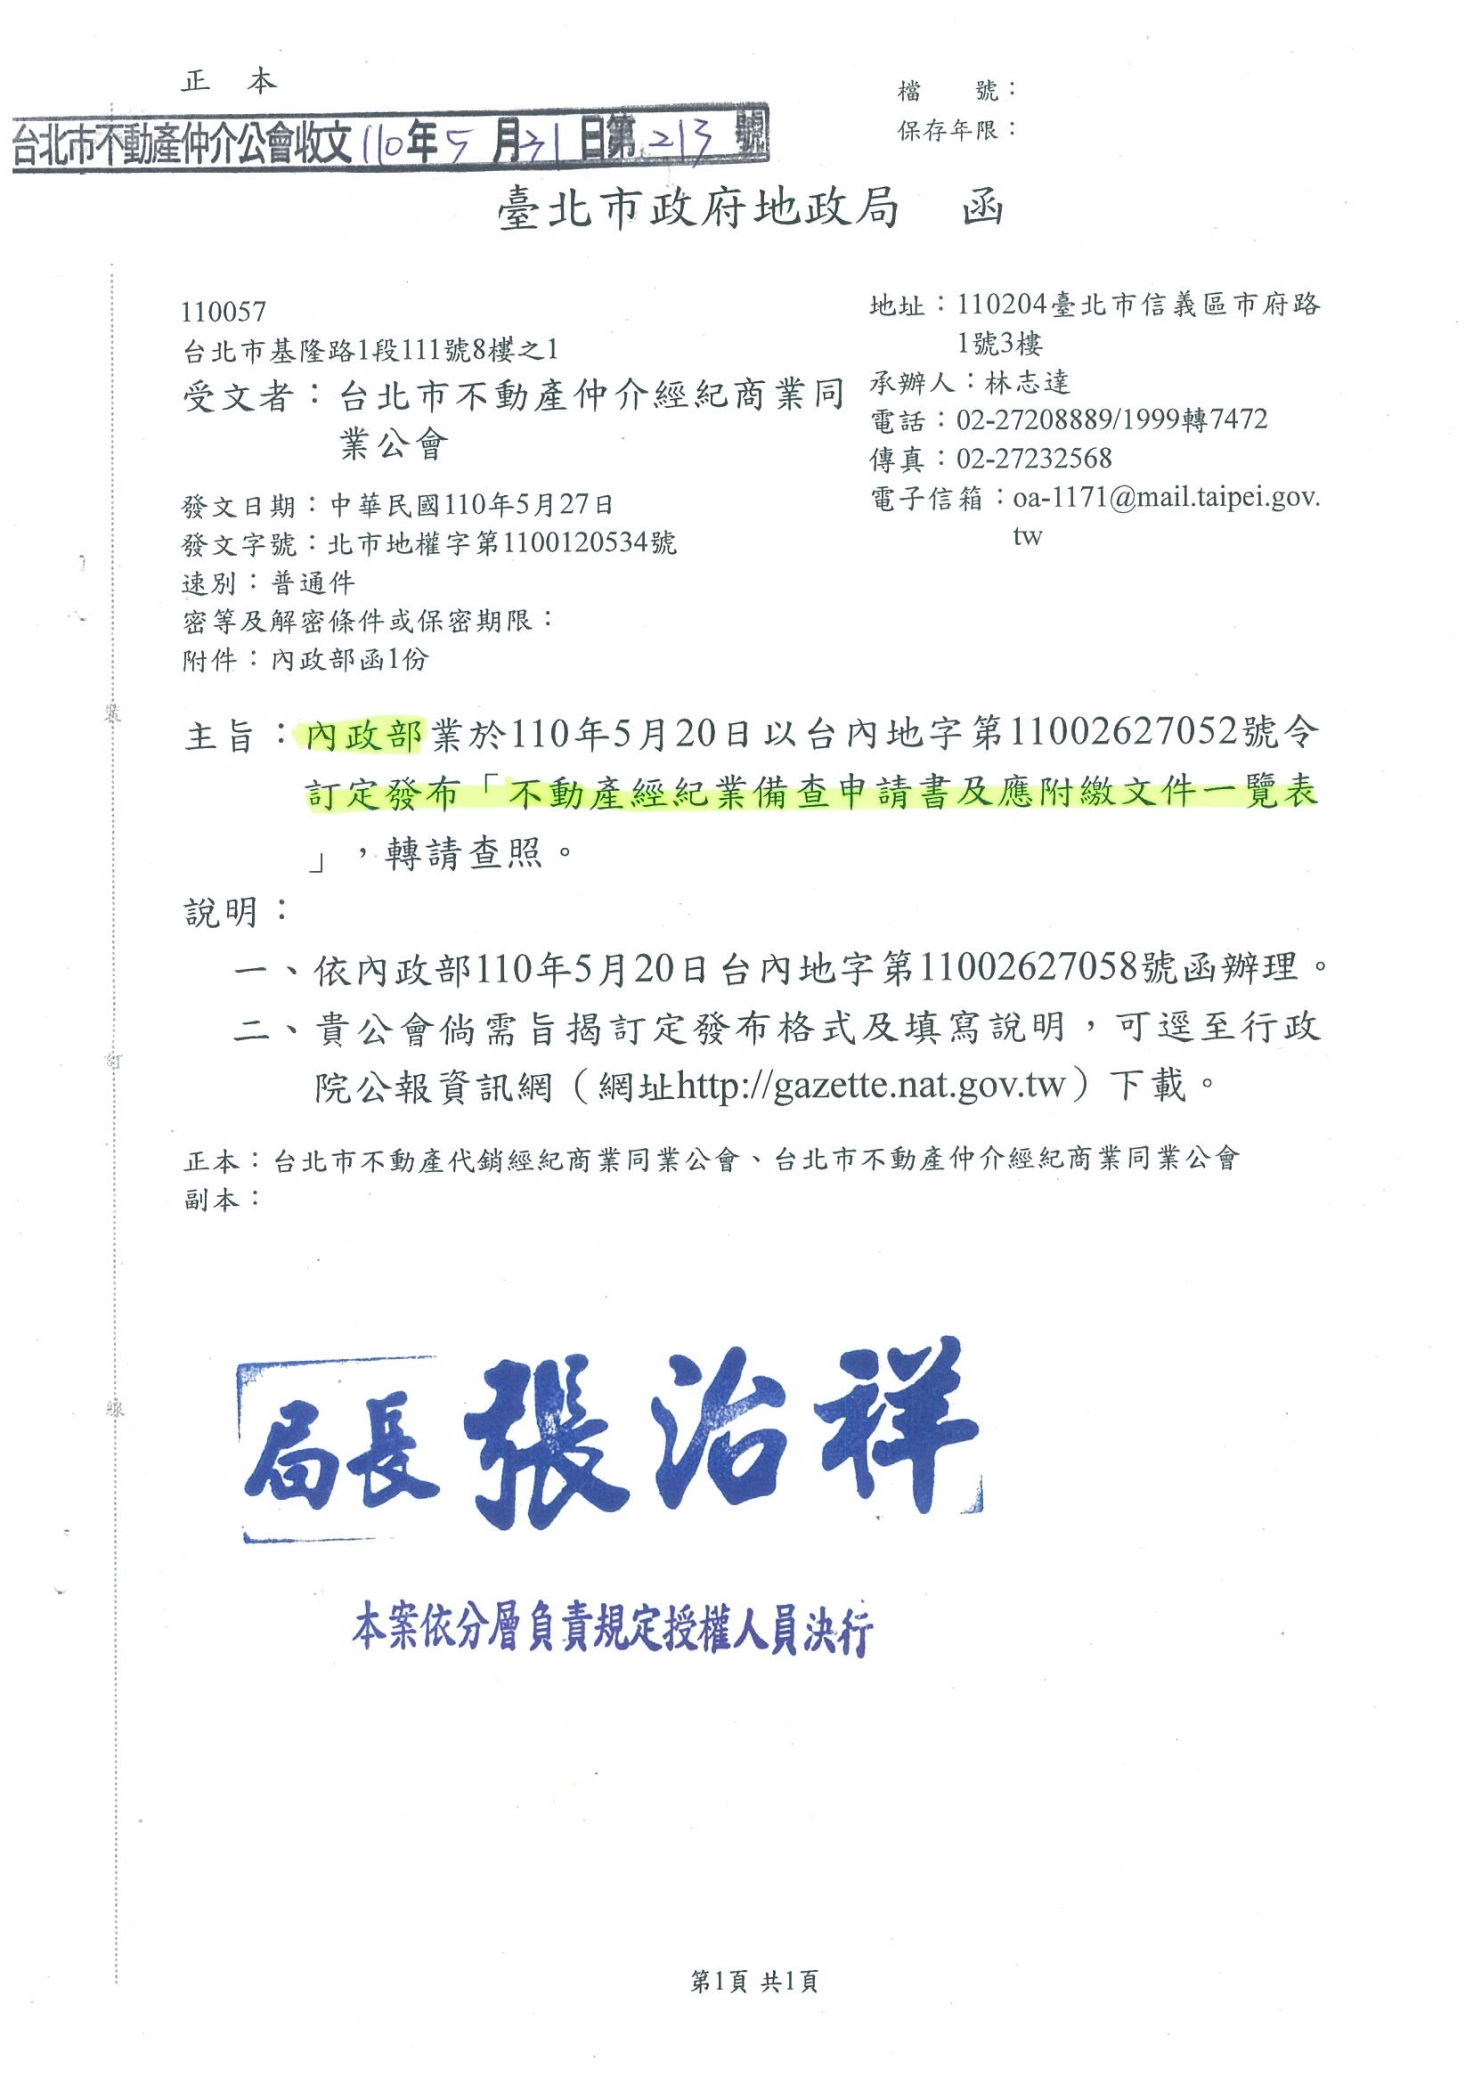 正 本
檔 號：
保存年限：
台北市不動產仲介公會收文110年5月31日第213號
臺北市政府地政局 函
110057
台北市基隆路1段111號8樓之1
受文者：台北市不動產仲介經紀商業同
業公會
地址：110204臺北市信義區市府路
1號3樓
承辦人：林志達
電話：02-27208889/1999轉7472
傳真：02-27232568
電子信箱：oa-1171@mail.taipei.gov.
tw
發文日期：中華民國110年5月27日
發文字號：北市地權字第1100120534號
速別：普通件
密等及解密條件或保密期限：
附件：內政部函1份
主旨：內政部業於110年5月20日以台內地字第11002627052號令
訂定發布「不動產經紀業備查申請書及應附繳文件一覽表
」，轉請查照。
說明：
一、依內政部110年5月20日台內地字第11002627058號函辦理。
二、貴公會倘需旨揭訂定發布格式及填寫說明，可逕至行政
院公報資訊網（網址http://gazette.nat.gov.tw）下載。
正本：台北市不動產代銷經紀商業同業公會、台北市不動產仲介經紀商業同業公會
副本：
裝
訂
線
局長 張治祥
本案依分層負責規定授權人員決行
第1頁 共1頁